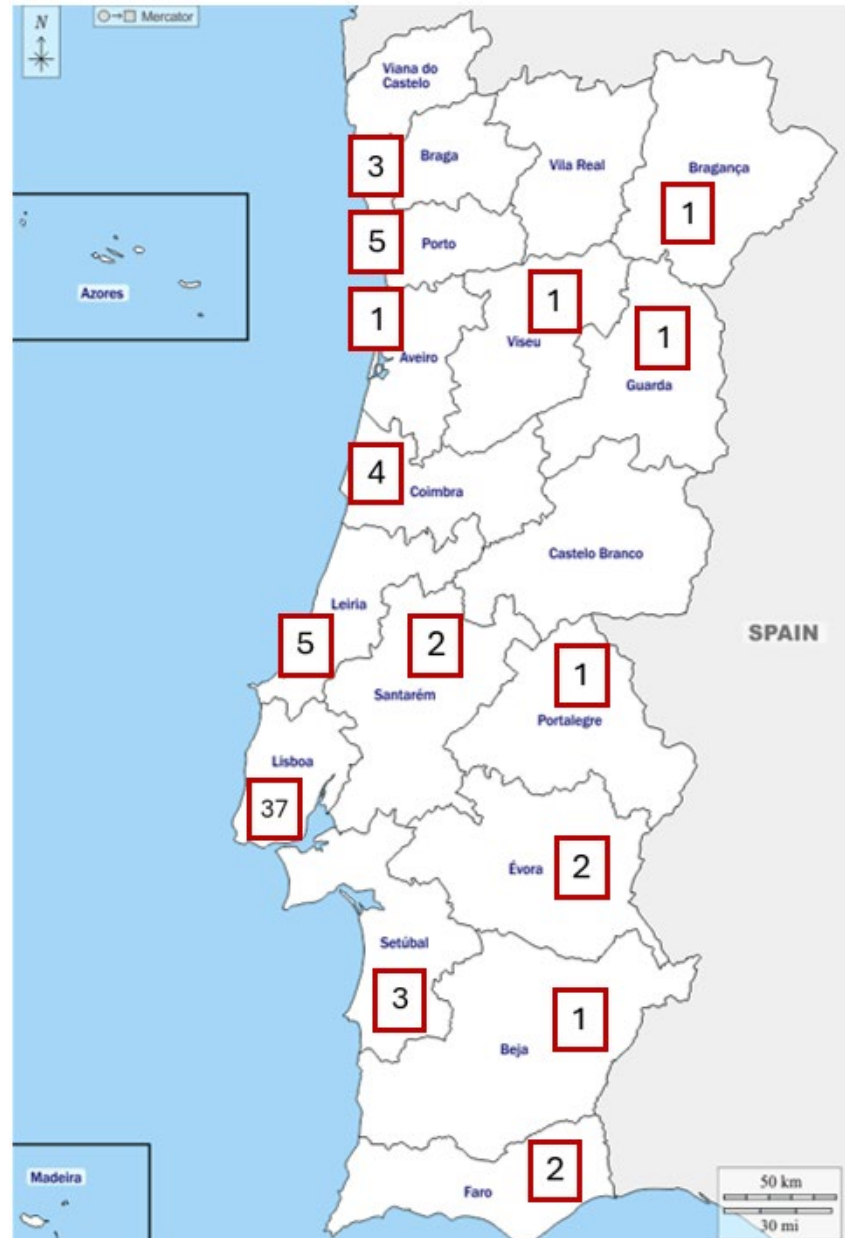 N
Mercator
Viana do
Castelo
3
Braga
Vila Real
Bragança
1
5
Porto
Azores
1
Aveiro
1
Viseu
1
Guarda
4
Coimbra
Castelo Branco
Leiria
5
2
Santarém
SPAIN
1
Portalegre
Lisboa
37
Évora
2
Setúbal
3
1
Beja
Madeira
2
Faro
50 km
30 mi